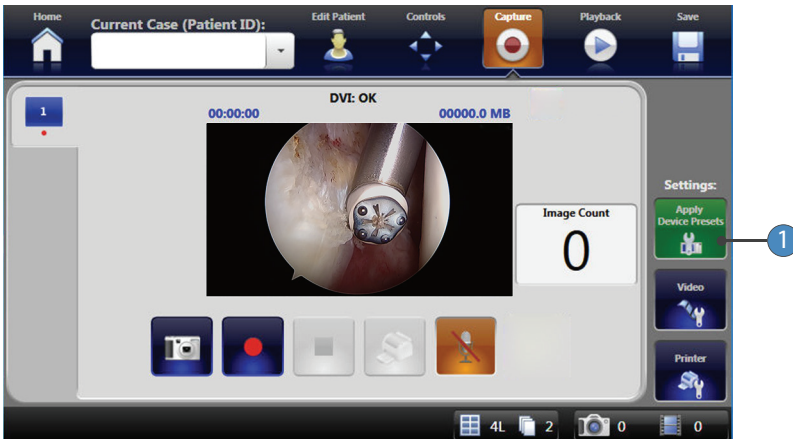 Home
Current Case (Patient ID):
Edit Patient
Controls
Capture
Playback
Save
1
DVI: OK
00:00:00
00000.0 MB
Image Count
0
Settings:
Apply
Device Presets
1
Video
Printer
4L
2
0
0